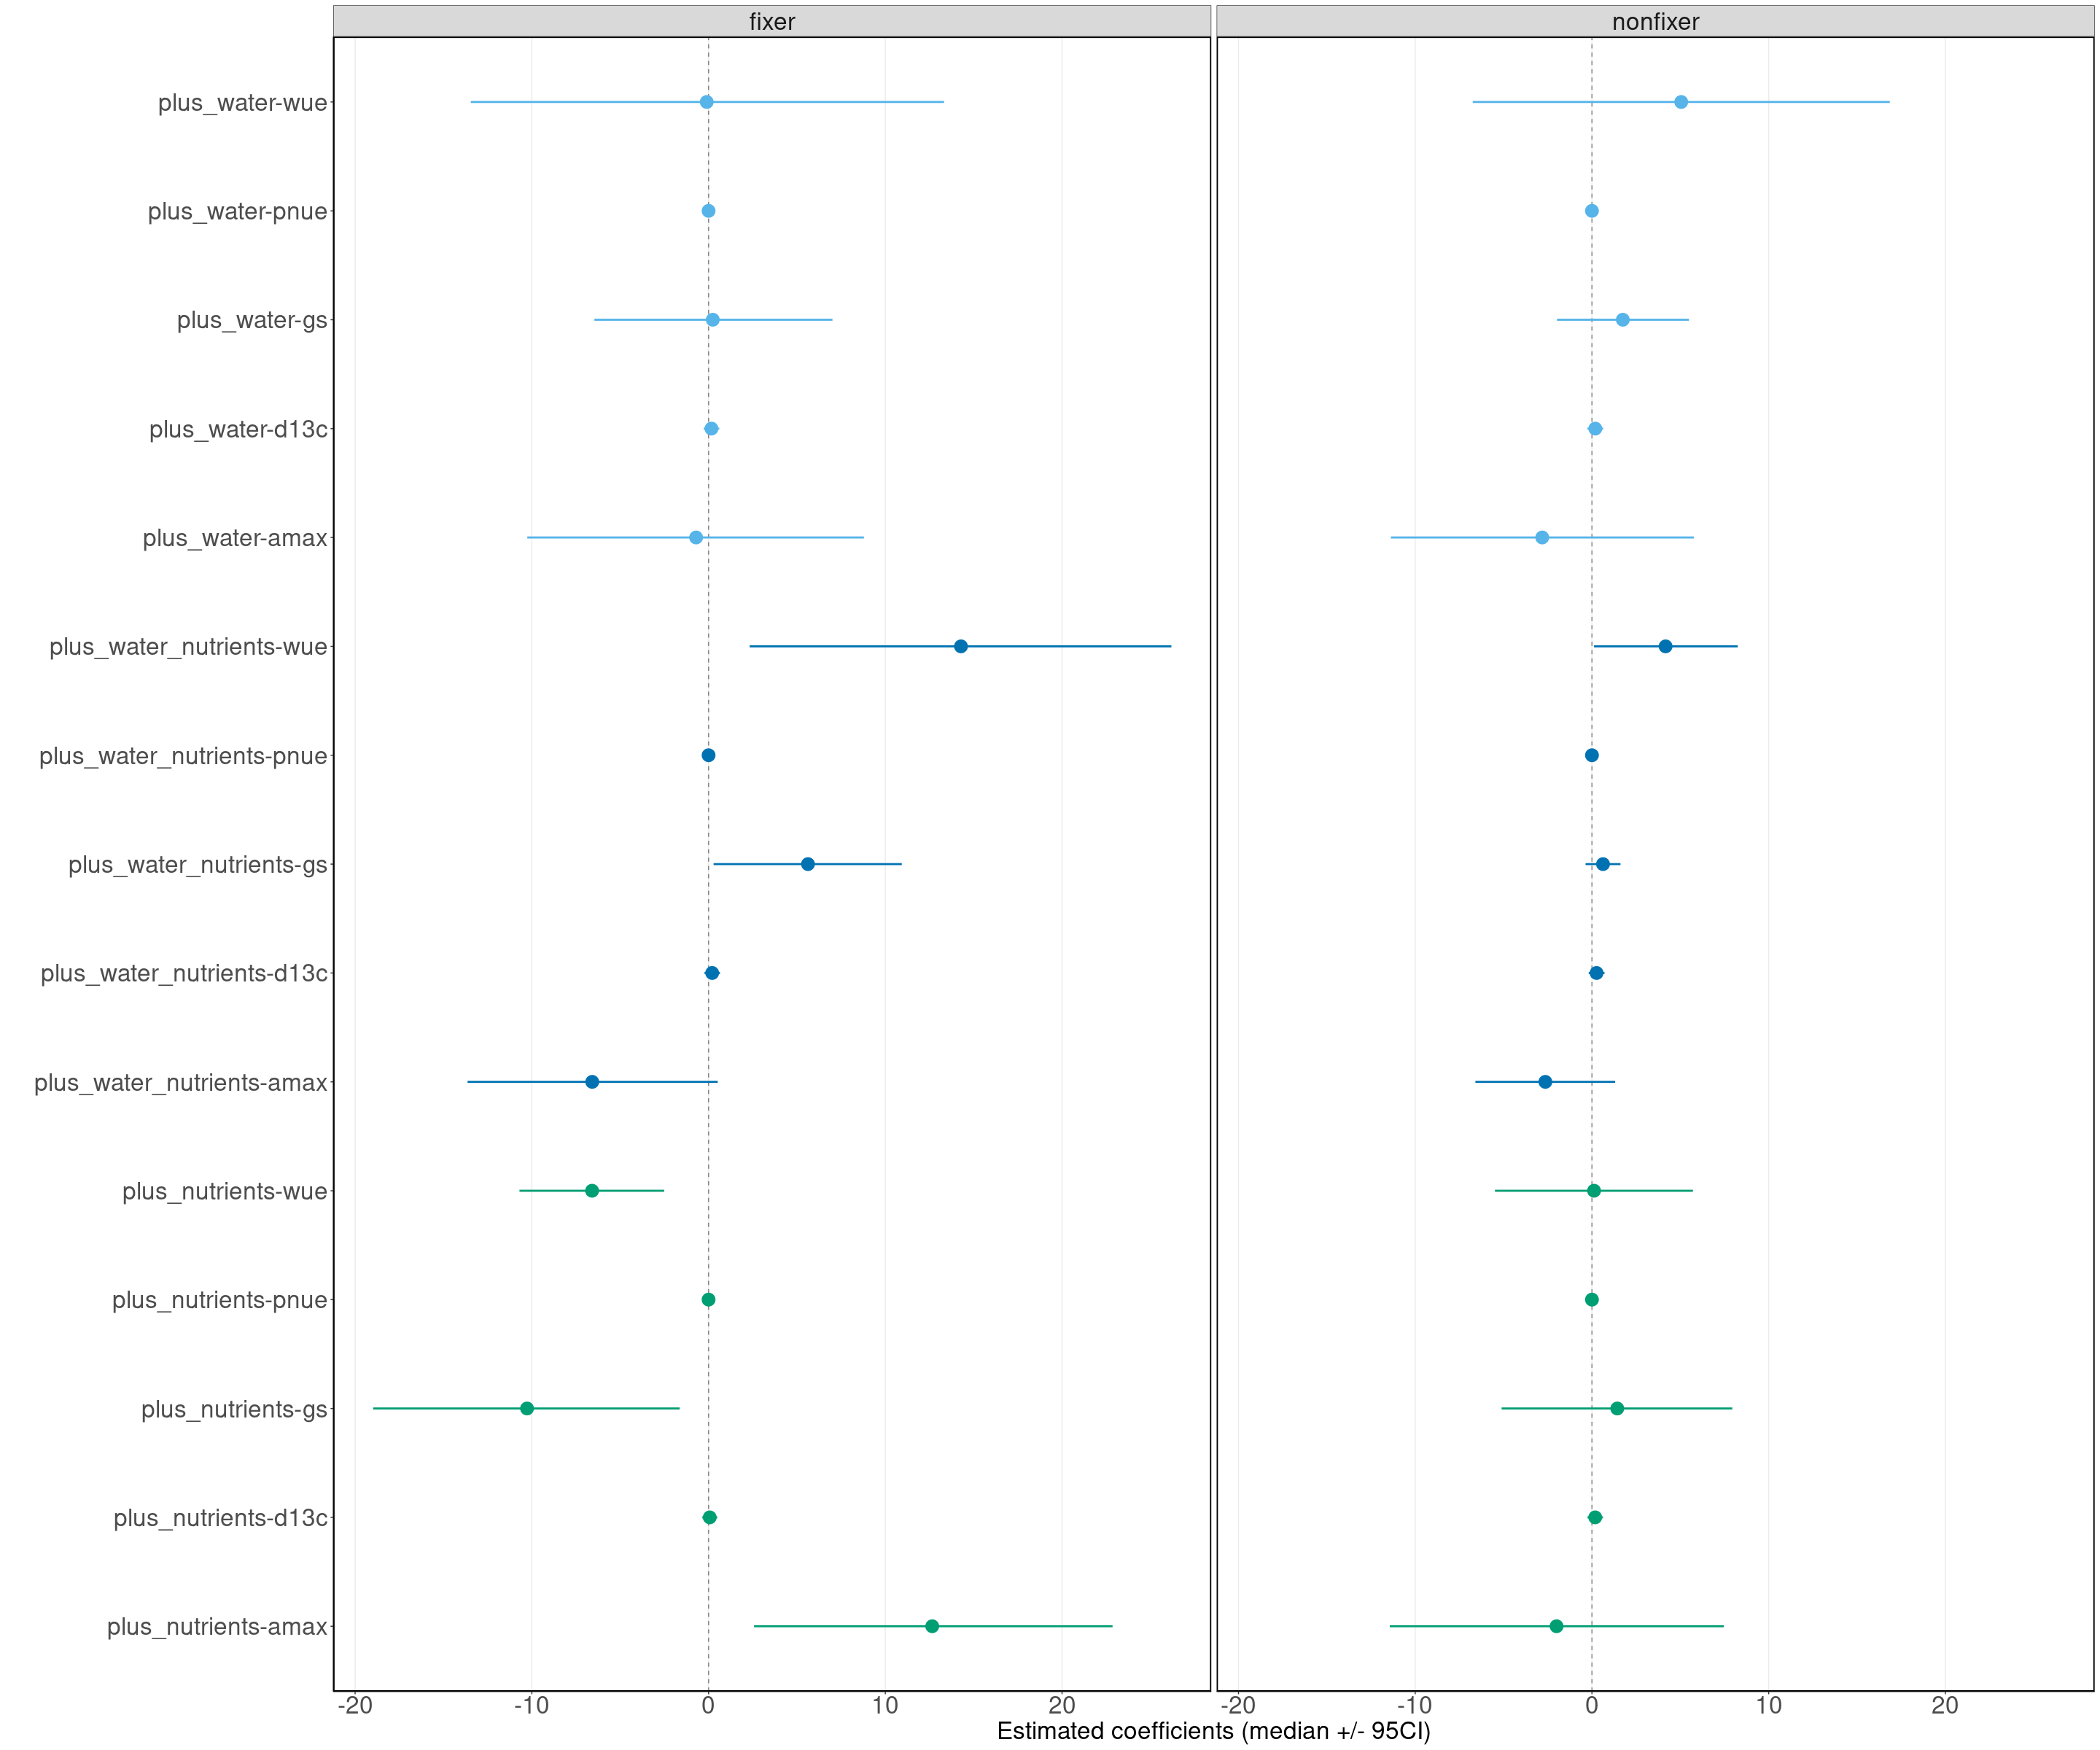 fixer
nonfixer
plus_water-wue
plus_water-pnue
plus_water-gs
plus_water-d13c
plus_water-amax
plus_water_nutrients-wue
plus_water_nutrients-pnue
plus_water_nutrients-gs
plus_water_nutrients-d13c
plus_water_nutrients-amax
plus_nutrients-wue
plus_nutrients-pnue
plus_nutrients-gs
plus_nutrients-d13c
plus_nutrients-amax
-20 -10 0 10 20
-20 -10 0 10 20
Estimated coefficients (median +/- 95CI)